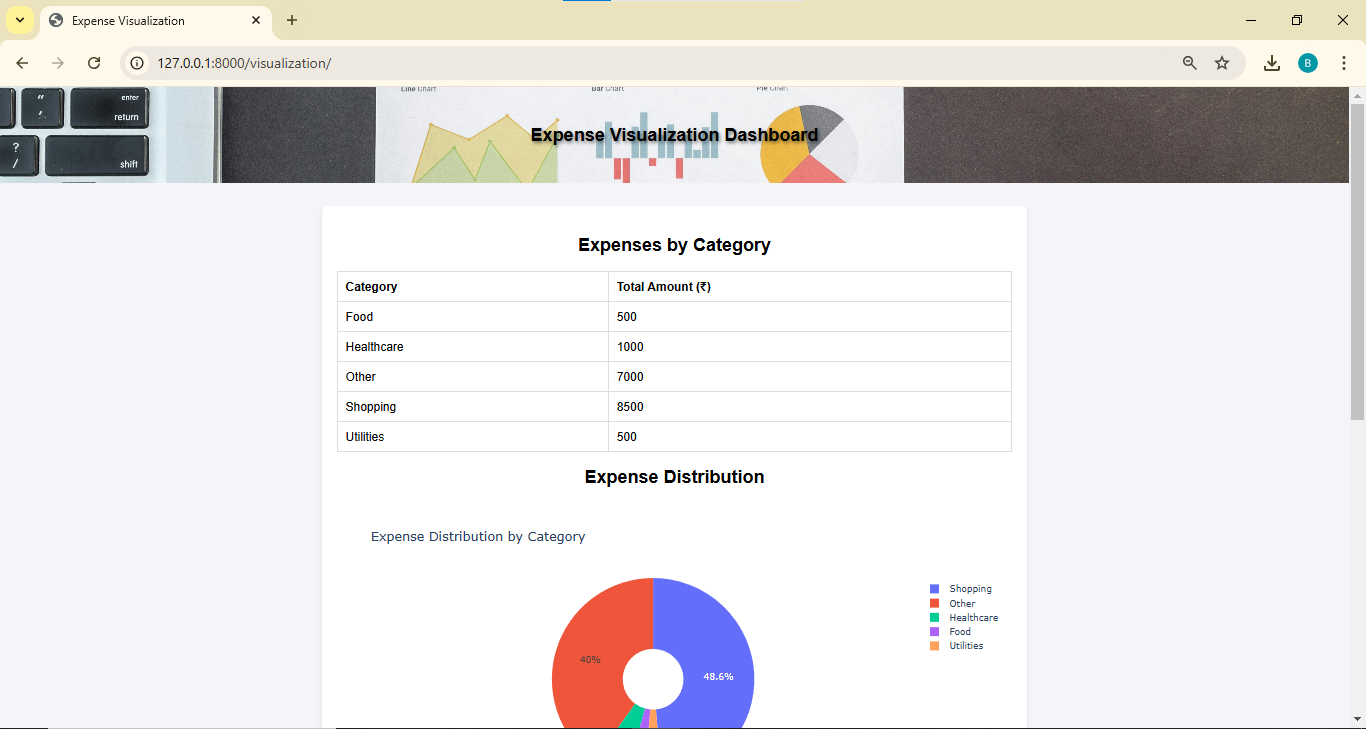 Expense Visualization
127.0.0.1:8000/visualization/
B
" enter
' return
? shift
/
Line Chart Bar Chart Pie Chart
Expense Visualization Dashboard
Expenses by Category
Category Total Amount (₹)
Food 500
Healthcare 1000
Other 7000
Shopping 8500
Utilities 500
Expense Distribution
Expense Distribution by Category
Shopping
Other
Healthcare
Food
Utilities
40%
48.6%